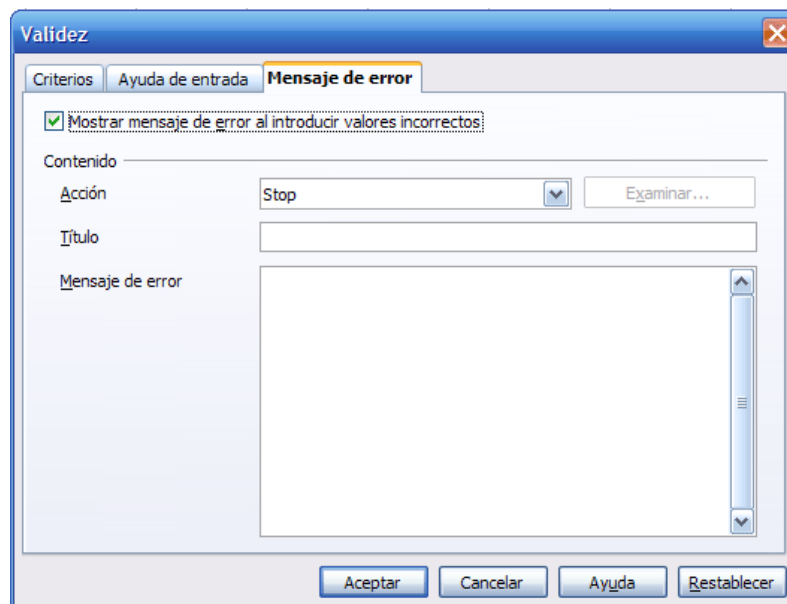 Validez
Criterios Ayuda de entrada Mensaje de error
Mostrar mensaje de error al introducir valores incorrectos
Contenido
Acción Stop Examinar...
Título
Mensaje de error
Aceptar Cancelar Ayuda Restablecer